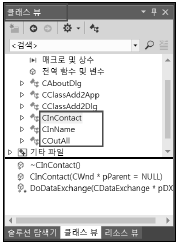 클래스 뷰
<검색>
매크로 및 상수
전역 함수 및 변수
CAboutDlg
CClassAdd2App
CClassAdd2Dlg
CInContact
CInName
COutAll
기타 파일
~CInContact()
CInContact(CWnd * pParent = NULL)
DoDataExchange(CDataExchange * pDX
솔루션 탐색기 클래스 뷰 리소스 뷰